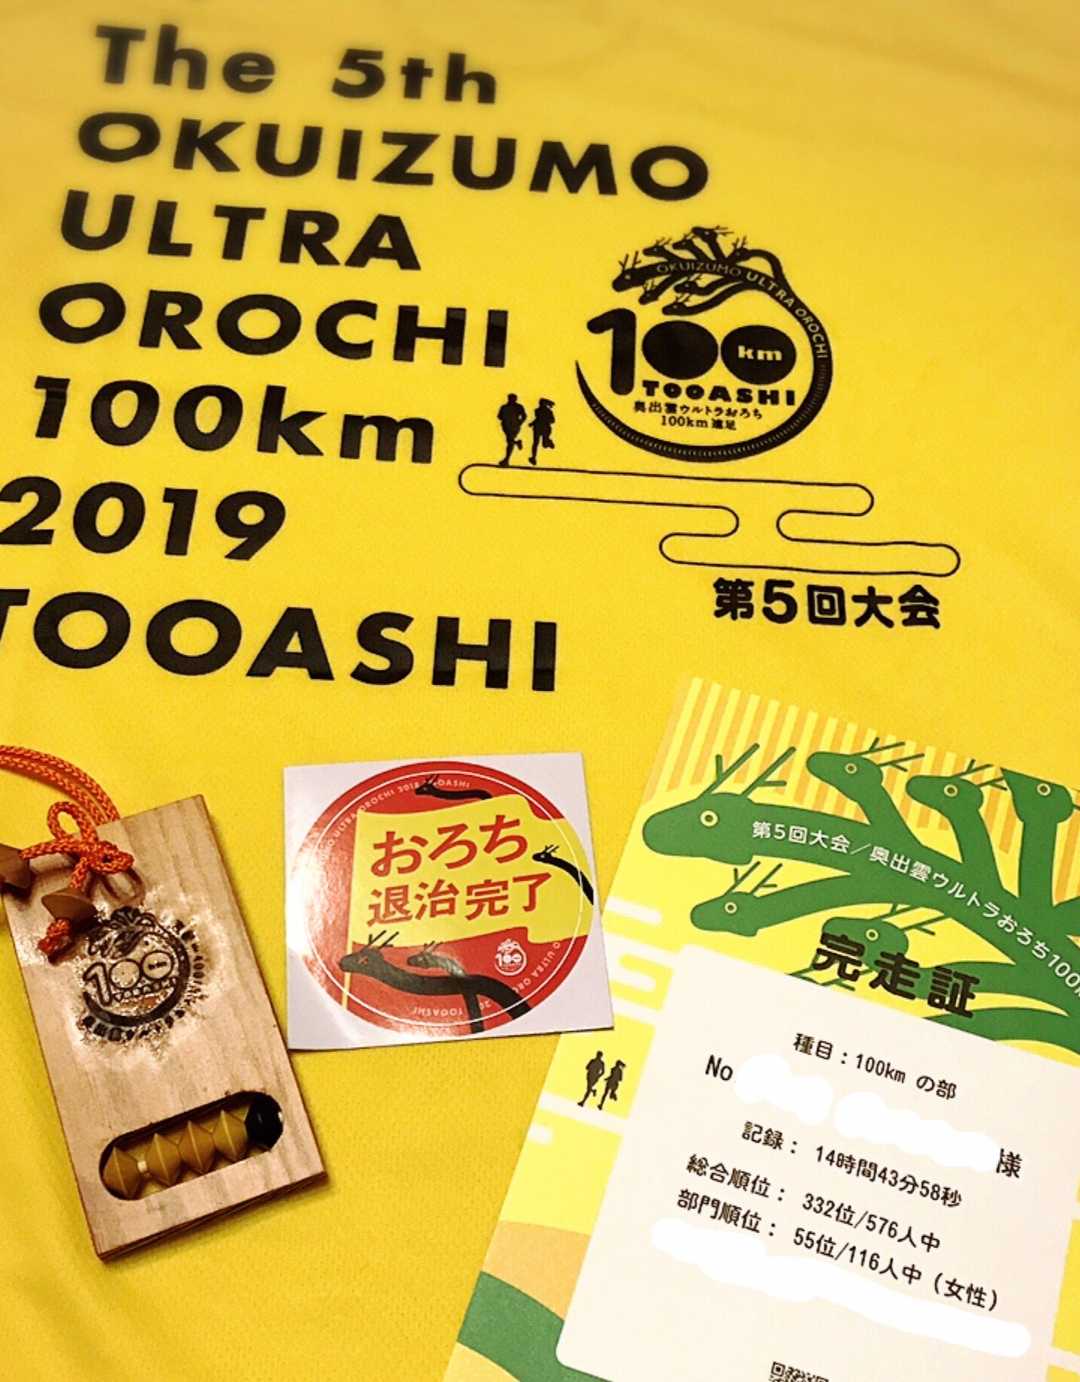 The 5th
OKUIZUMO
ULTRA
OROCHI
100km
2019
TOOASHI
OKUIZUMO ULTRA OROCHI
100km
TOOASHI
奥出雲ウルトラおろち
100km遠足
第5回大会
100
おろち
退治完了
TOOASHI
100
第5回大会／奥出雲ウルトラおろち100
完走証
種目：100km の部
No
様
記録： 14時間43分58秒
総合順位： 332位/576人中
部門順位： 55位/116人中（女性）